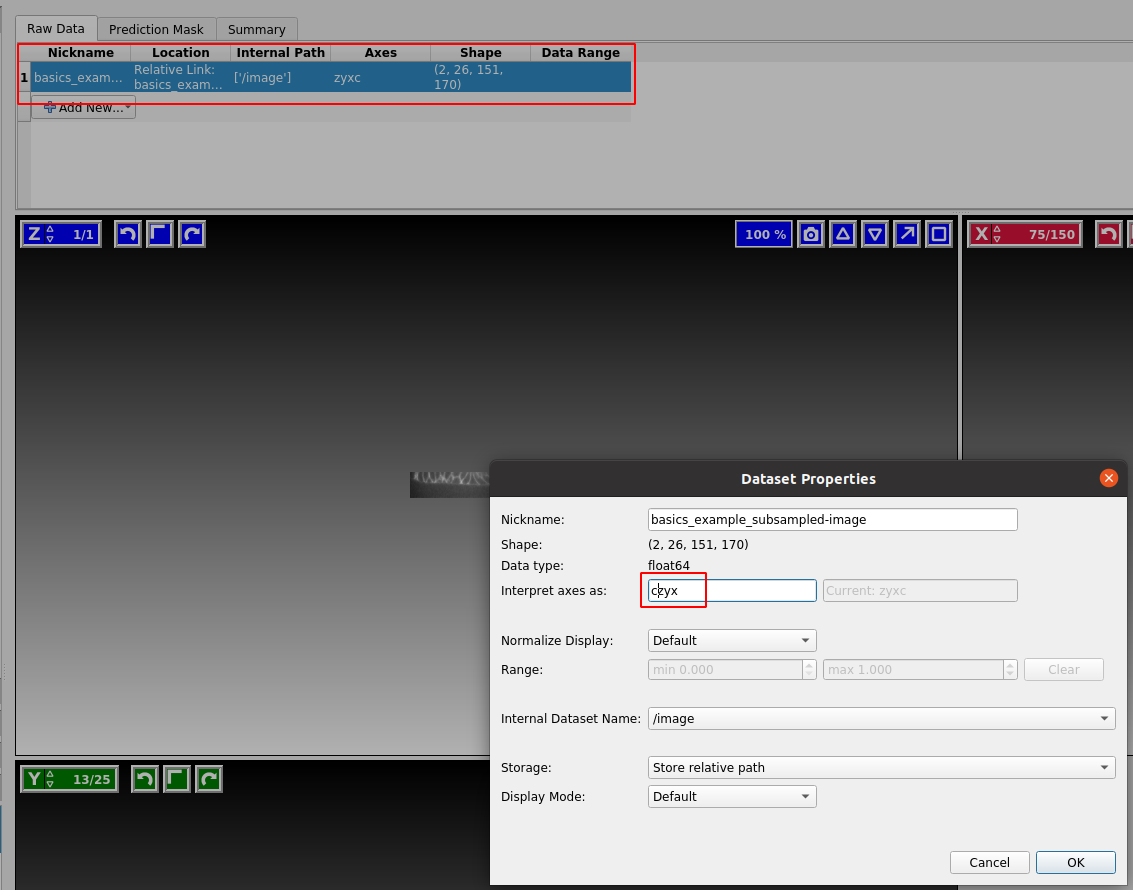 Raw Data Prediction Mask Summary
Nickname Location Internal Path Axes Shape Data Range
1 basics_exam... Relative Link: basics_exam... ['/image'] zyxc (2, 26, 151, 170)
Add New...
Z 1/1 100 % X 75/150
Dataset Properties
Nickname: basics_example_subsampled-image
Shape: (2, 26, 151, 170)
Data type: float64
Interpret axes as: czyx Current: zyxc
Normalize Display: Default
Range: min 0.000 max 1.000 Clear
Internal Dataset Name: /image
Y 13/25
Storage: Store relative path
Display Mode: Default
Cancel OK